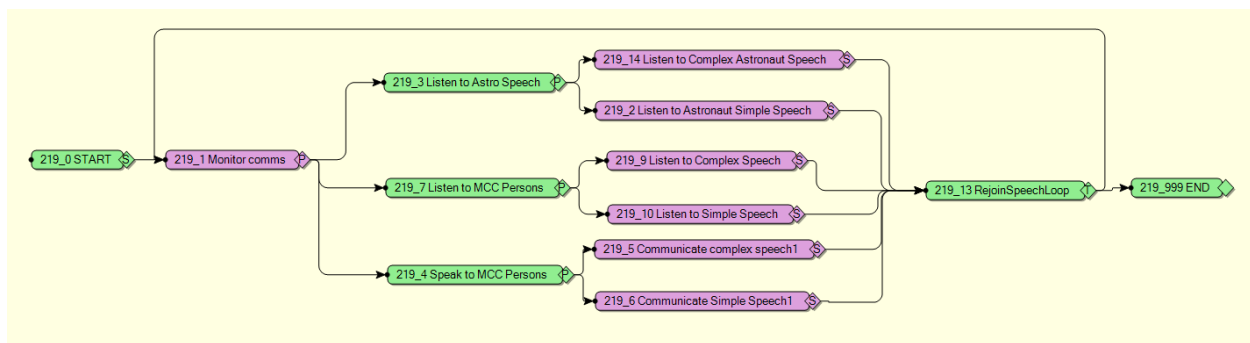 219_14 Listen to Complex Astronaut Speech S
219_3 Listen to Astro Speech P
219_2 Listen to Astronaut Simple Speech S
219_0 START S
219_1 Monitor comms P
219_9 Listen to Complex Speech S
219_7 Listen to MCC Persons P
219_13 RejoinSpeechLoop T
219_999 END
219_10 Listen to Simple Speech S
219_5 Communicate complex speech1 S
219_4 Speak to MCC Persons P
219_6 Communicate Simple Speech1 S